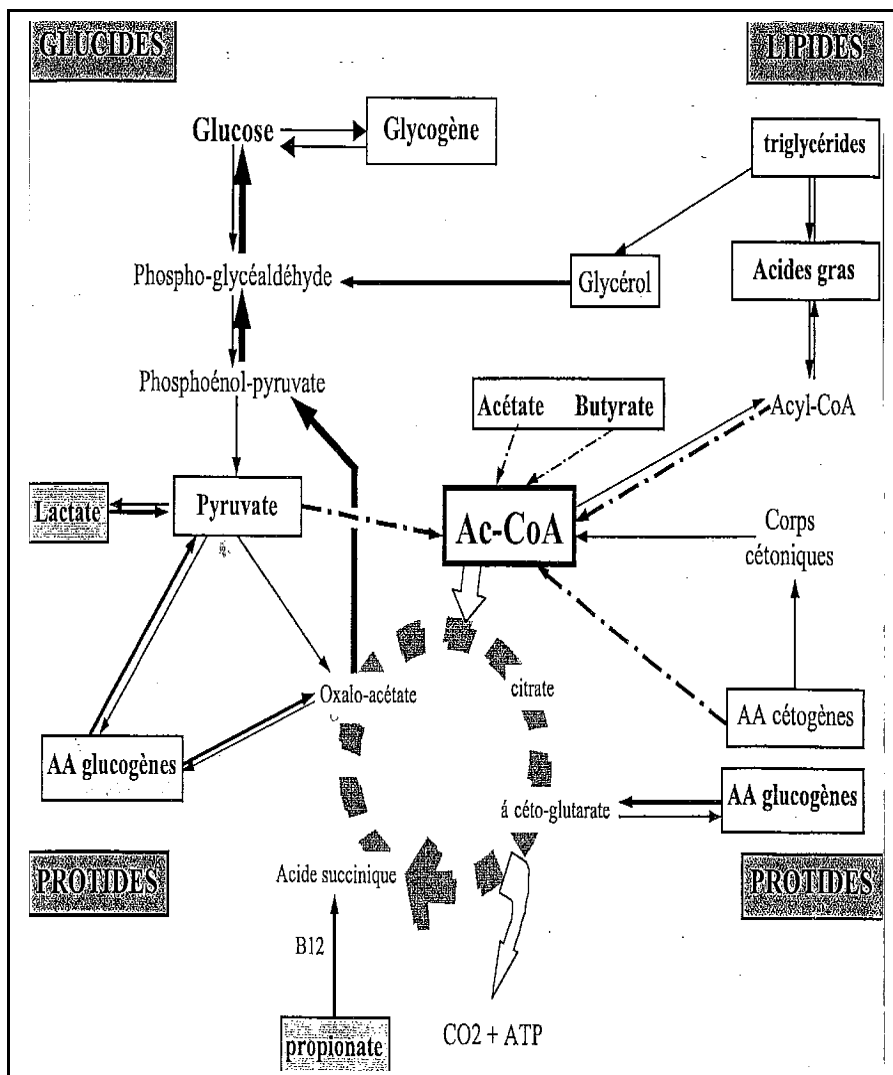 GLUCIDES
LIPIDES
Glucose
Glycogène
triglycérides
Phospho-glycéaldéhyde
Glycérol
Acides gras
Phosphoénol-pyruvate
Acétate Butyrate
Acyl-CoA
Lactate
Pyruvate
Ac-CoA
Corps
cétoniques
Oxalo-acétate
citrate
AA cétogènes
AA glucogènes
á céto-glutarate
AA glucogènes
PROTIDES
Acide succinique
PROTIDES
B12
propionate
CO2 + ATP